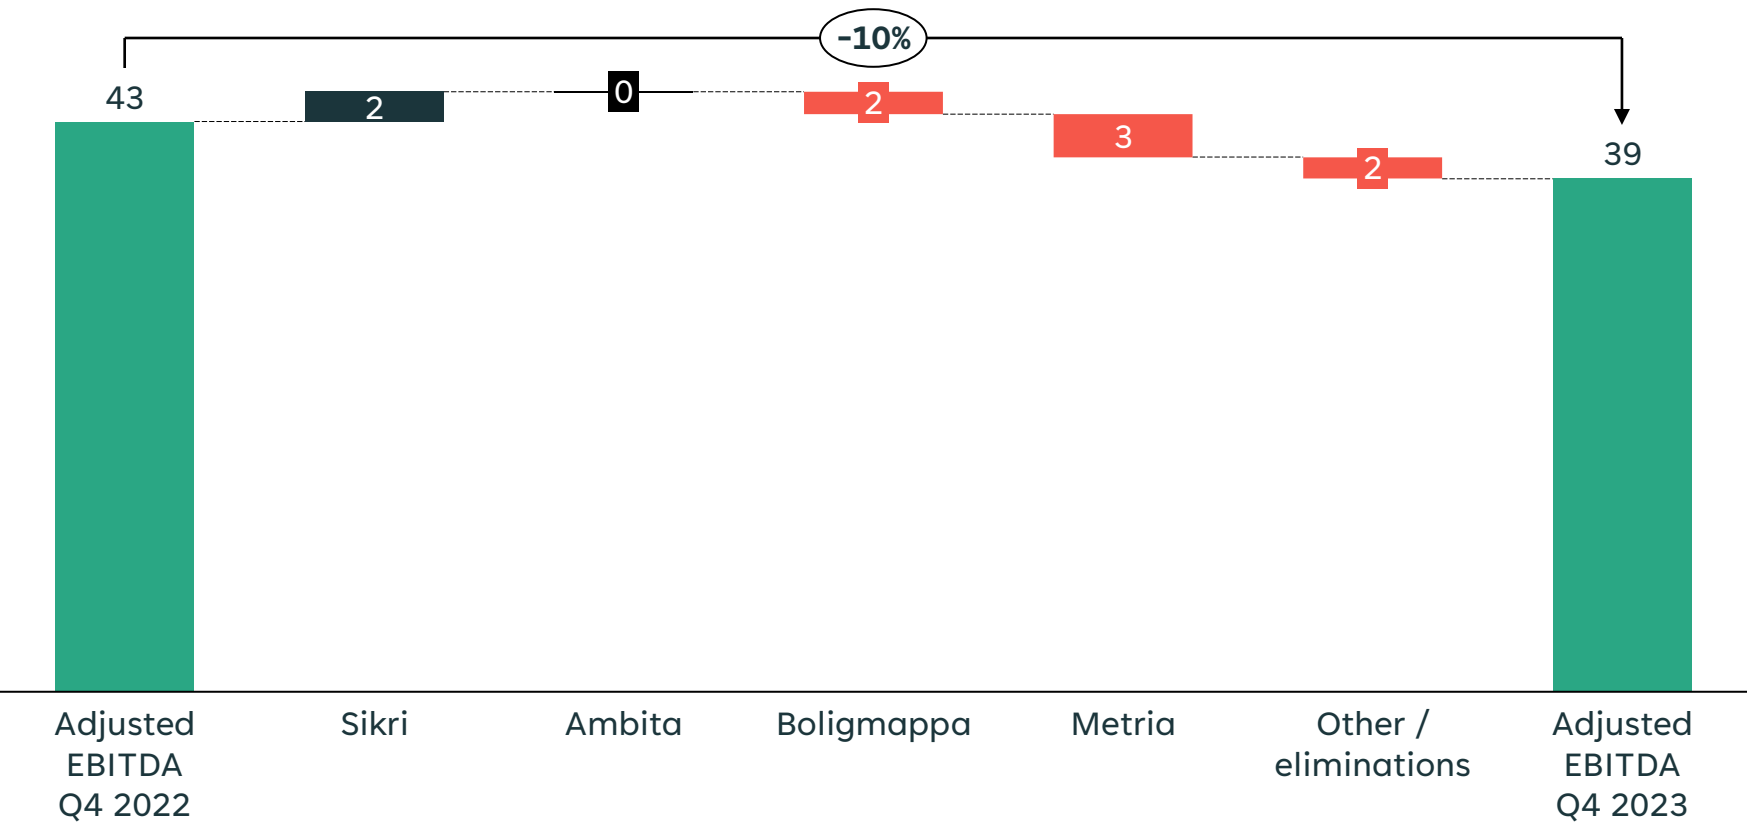 -10%
43
2
0
2
3
2
39
Adjusted
EBITDA
Q4 2022
Sikri
Ambita
Boligmappa
Metria
Other /
eliminations
Adjusted
EBITDA
Q4 2023